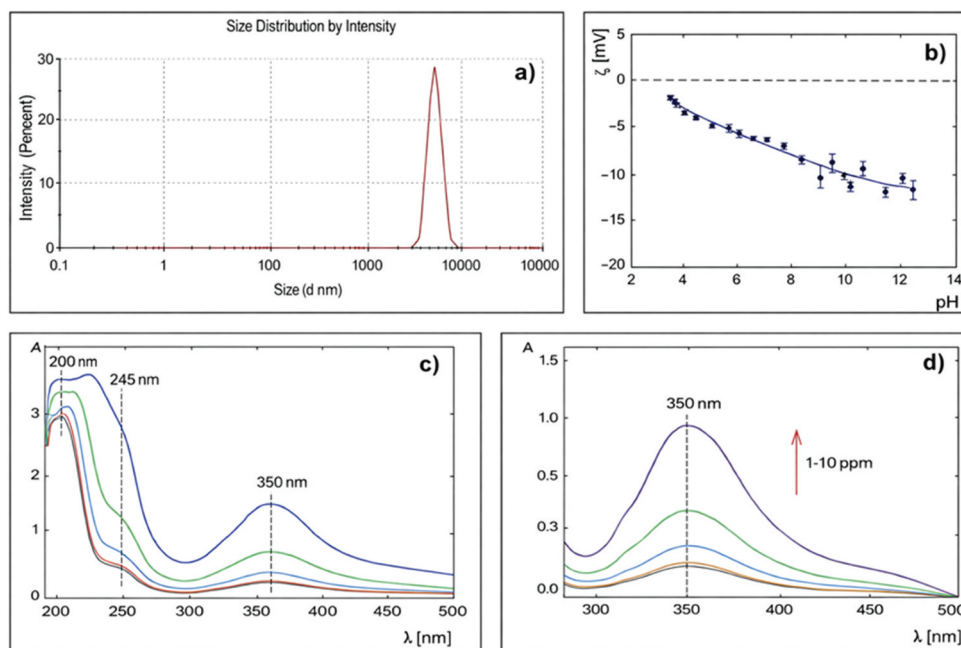 Size Distribution by Intensity
a)
Intensity (Pencent)
30
20
10
0
0.1 1 100 1000 10000 10000
Size (d nm)
b)
ζ [mV]
5
0
−5
−10
−15
−20
2 4 6 8 10 12 14
pH
c)
A
3
2
1
0
200 nm
245 nm
350 nm
200 250 300 350 400 450 500
λ [nm]
d)
A
1.5
1.0
0.5
0.3
0.0
350 nm
1-10 ppm
300 350 400 450 500
λ [nm]